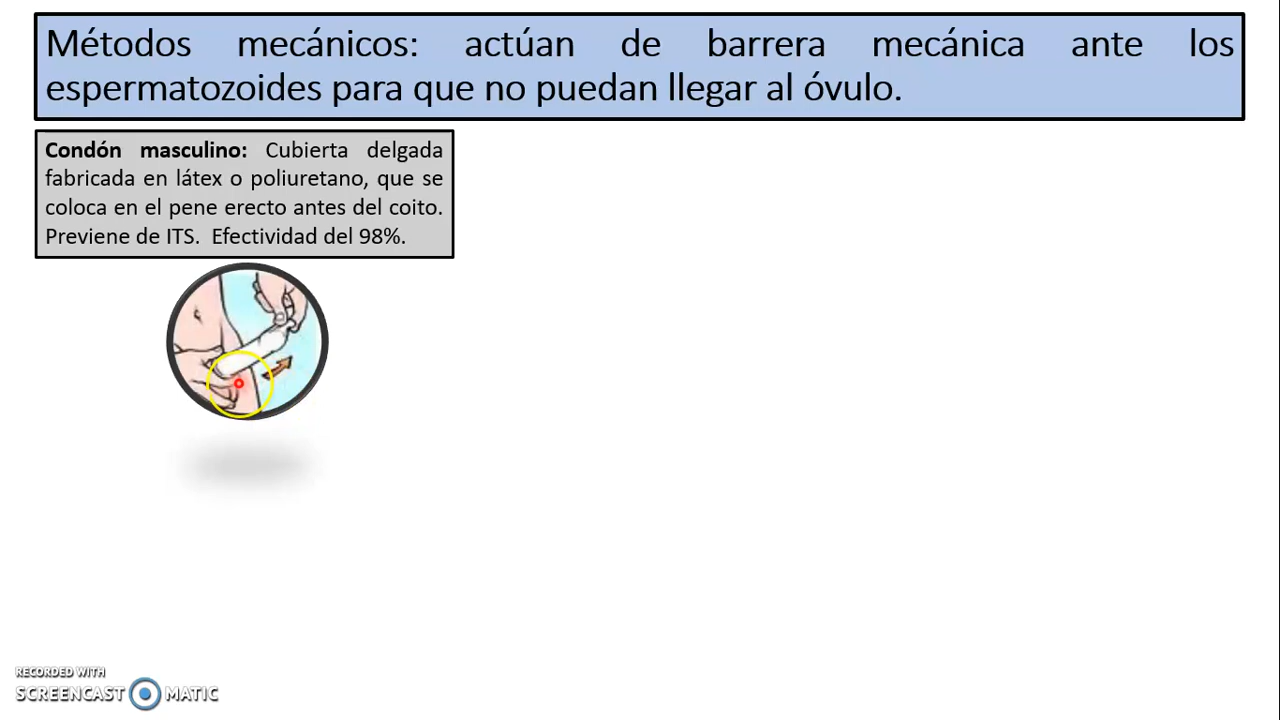 Métodos mecánicos: actúan de barrera mecánica ante los
espermatozoides para que no puedan llegar al óvulo.
Condón masculino: Cubierta delgada
fabricada en látex o poliuretano, que se
coloca en el pene erecto antes del coito.
Previene de ITS. Efectividad del 98%.
RECORDED WITH
SCREENCAST MATIC